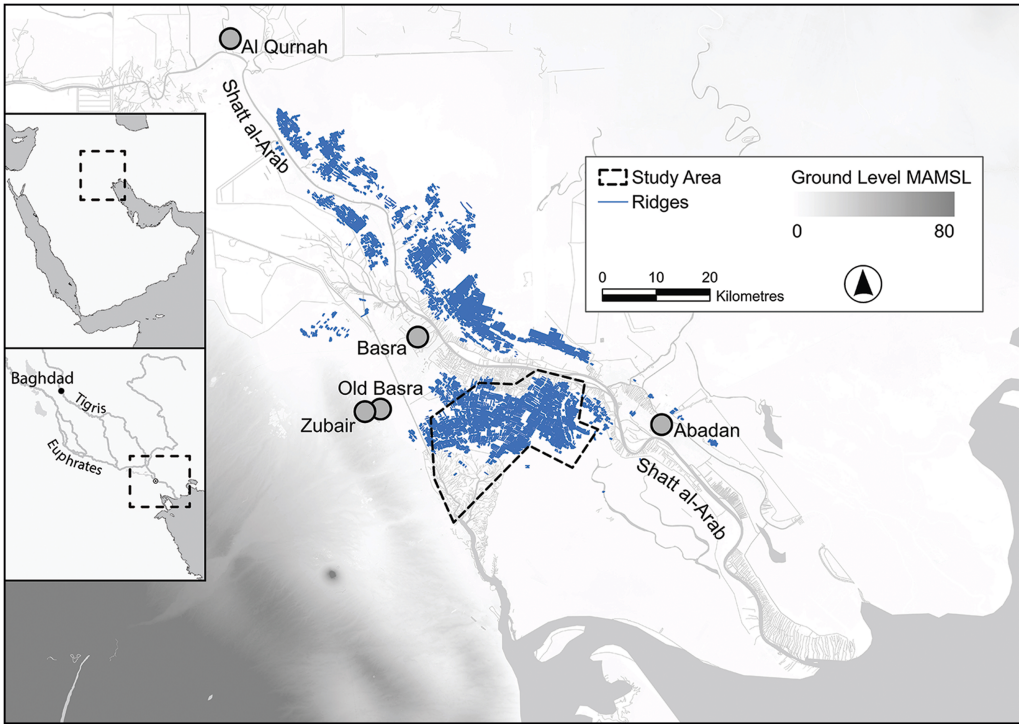 Al Qurnah
Shatt al-Arab
Study Area
Ridges
Ground Level MAMSL
0 80
0 10 20
Kilometres
Basra
Old Basra
Zubair
Abadan
Shatt al-Arab
Baghdad
Tigris
Euphrates